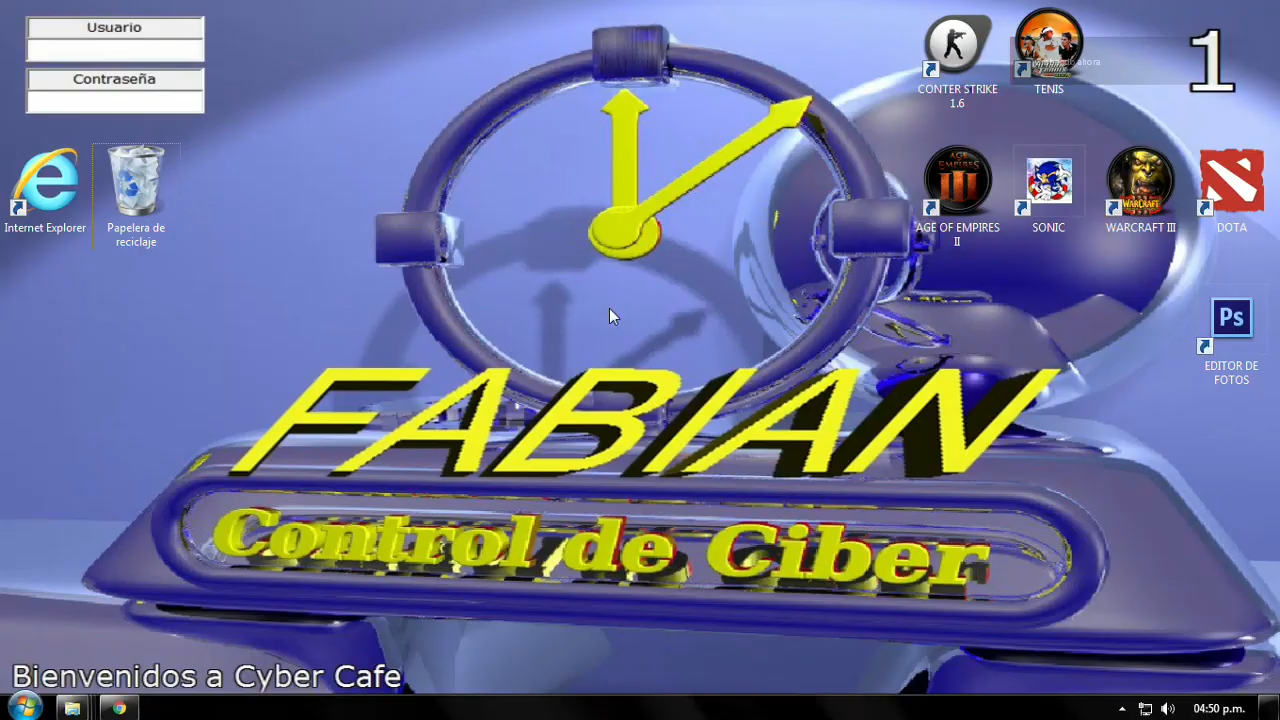 Usuario
Contraseña
CONTER STRIKE
1.6
TENIS
1
Internet Explorer
Papelera de
reciclaje
AGE OF EMPIRES
II
SONIC
WARCRAFT III
DOTA
Ps
EDITOR DE
FOTOS
FABIAN
Control de Ciber
Bienvenidos a Cyber Cafe
04:50 p.m.